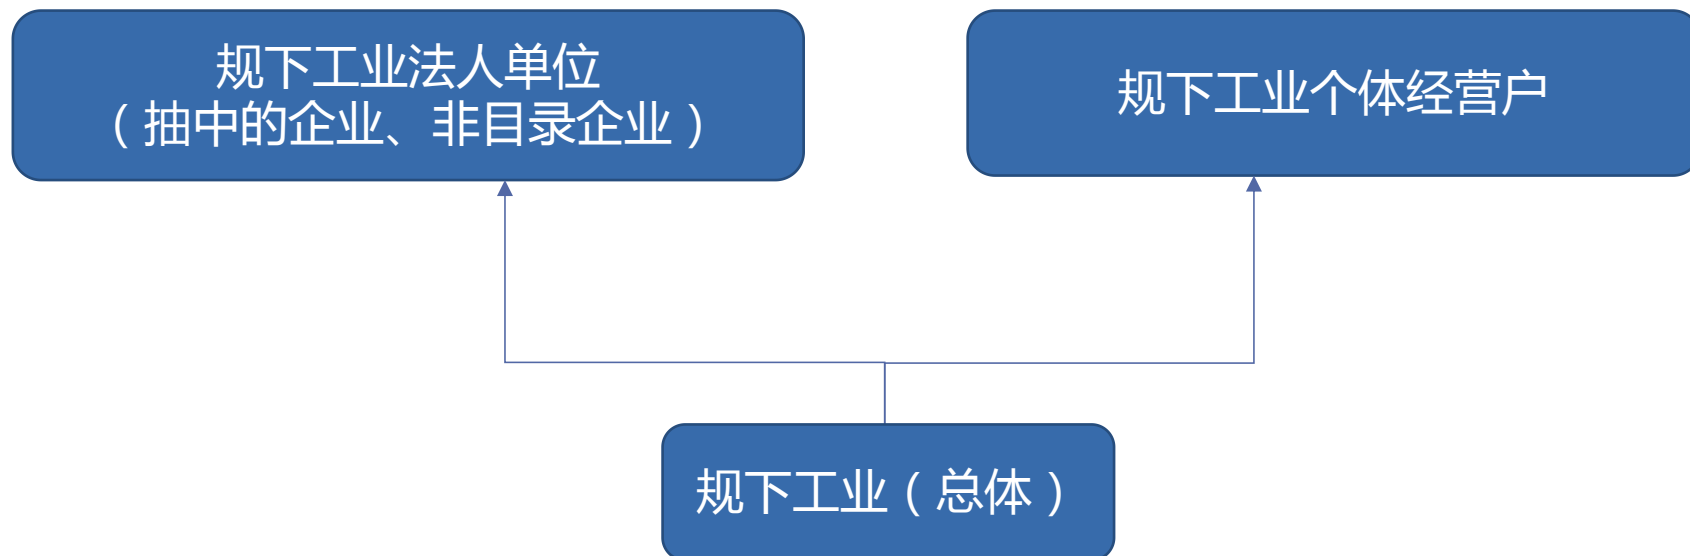 规下工业法人单位
（抽中的企业、非目录企业）
规下工业个体经营户
规下工业（总体）